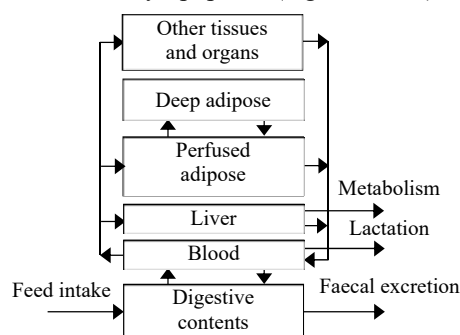 Other tissues
and organs
Deep adipose
Perfused
adipose
Metabolism
Liver
Lactation
Blood
Feed intake
Faecal excretion
Digestive
contents